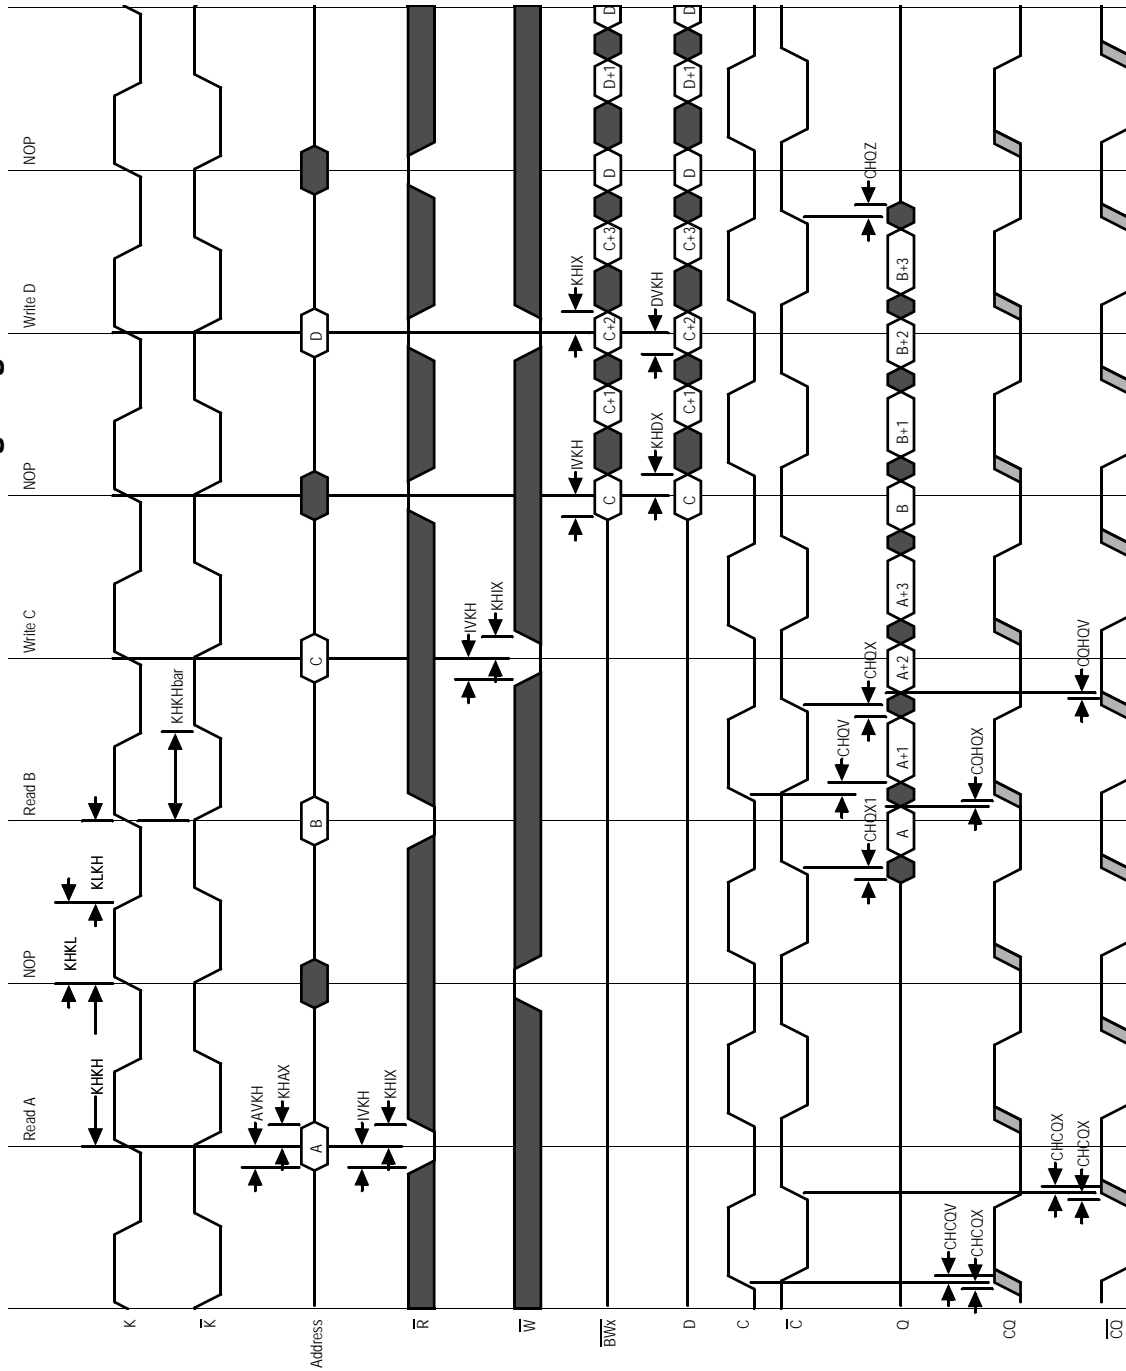 Read A NOP Read B Write C NOP Write D NOP
K
KHKH KHKL KLKH
K
KHKHbar
Address
A B C D
AVKH
KHAX
R
IVKH
KHIX
W
IVKH
KHIX
BWx
C C+1 C+2 C+3 D D+1 D
IVKH KHIX
D
C C+1 C+2 C+3 D D+1 D
KHDX DVKH
C
C
Q
A A+1 A+2 A+3 B B+1 B+2 B+3
CHQX1 CHQV CHQX CHQZ
CQ
CHCQV
CHCQX
CQHQX
CQ
CHCQX
CHCQX
CQHQV